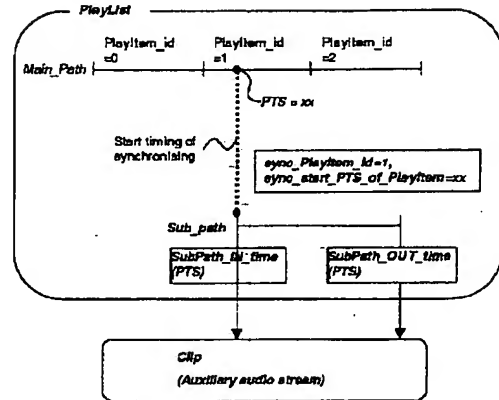 PlayList
PlayItem_id
=0
PlayItem_id
=1
PlayItem_id
=2
Main_Path
PTS = xx
Start timing of
synchronising
sync_PlayItem_id=1,
sync_start_PTS_of_PlayItem=xx
Sub_path
SubPath_IN_time
(PTS)
SubPath_OUT_time
(PTS)
Clip
(Auxiliary audio stream)